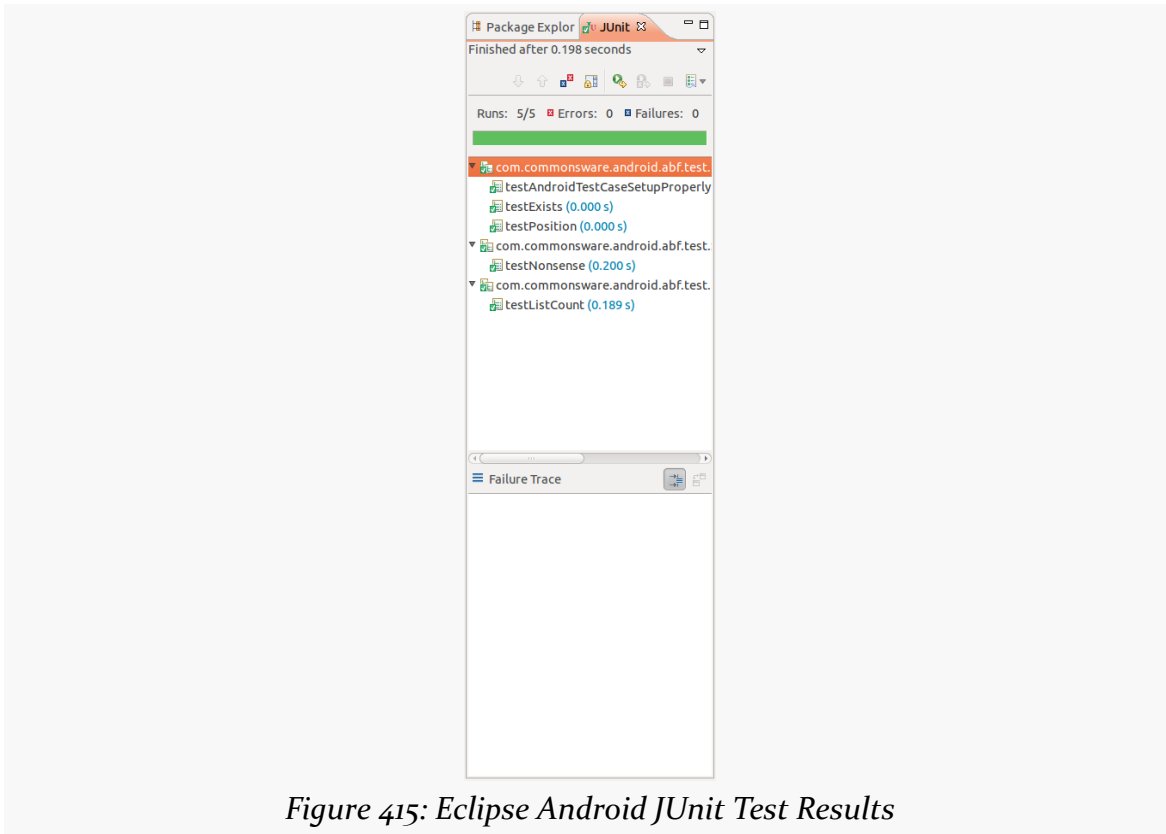 Package Explor JUnit
Finished after 0.198 seconds
Runs: 5/5 Errors: 0 Failures: 0
com.commonsware.android.abf.test.
testAndroidTestCaseSetupProperly
testExists (0.000 s)
testPosition (0.000 s)
com.commonsware.android.abf.test.
testNonsense (0.200 s)
com.commonsware.android.abf.test.
testListCount (0.189 s)
Failure Trace
Figure 415: Eclipse Android JUnit Test Results